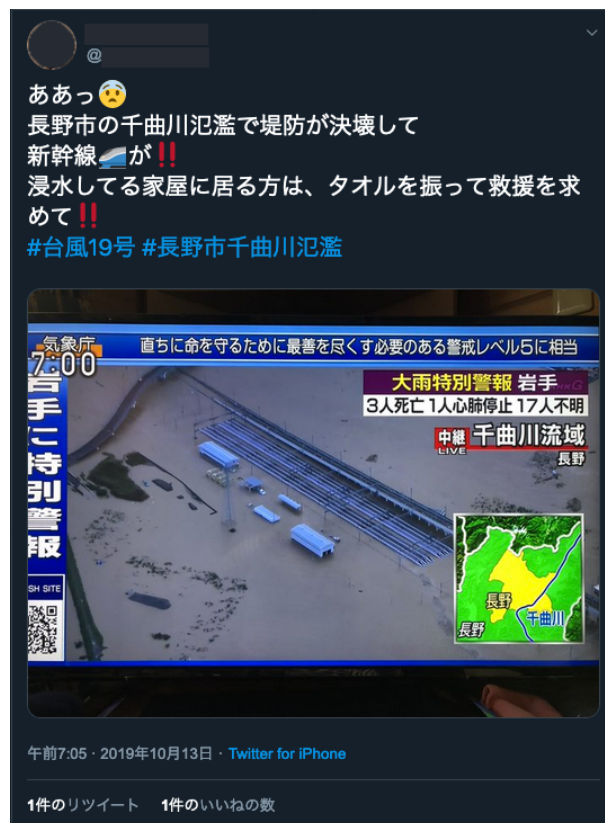 @
ああっ😨
長野市の千曲川氾濫で堤防が決壊して
新幹線🚄が‼️
浸水してる家屋に居る方は、タオルを振って救援を求
めて‼️
#台風19号 #長野市千曲川氾濫
気象庁
7:00
直ちに命を守るために最善を尽くす必要のある警戒レベル5に相当
岩手に特別警報
大雨特別警報 岩手
3人死亡 1人心肺停止 17人不明
中継 千曲川流域
LIVE
長野
SH SITE
長野
千曲川
長野
午前7:05 · 2019年10月13日 · Twitter for iPhone
1件のリツイート 1件のいいねの数